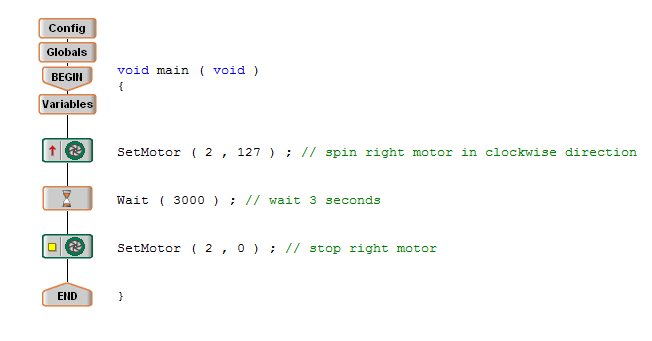 Config
Globals
BEGIN void main ( void )
{
Variables
SetMotor ( 2 , 127 ) ; // spin right motor in clockwise direction
Wait ( 3000 ) ; // wait 3 seconds
SetMotor ( 2 , 0 ) ; // stop right motor
END }